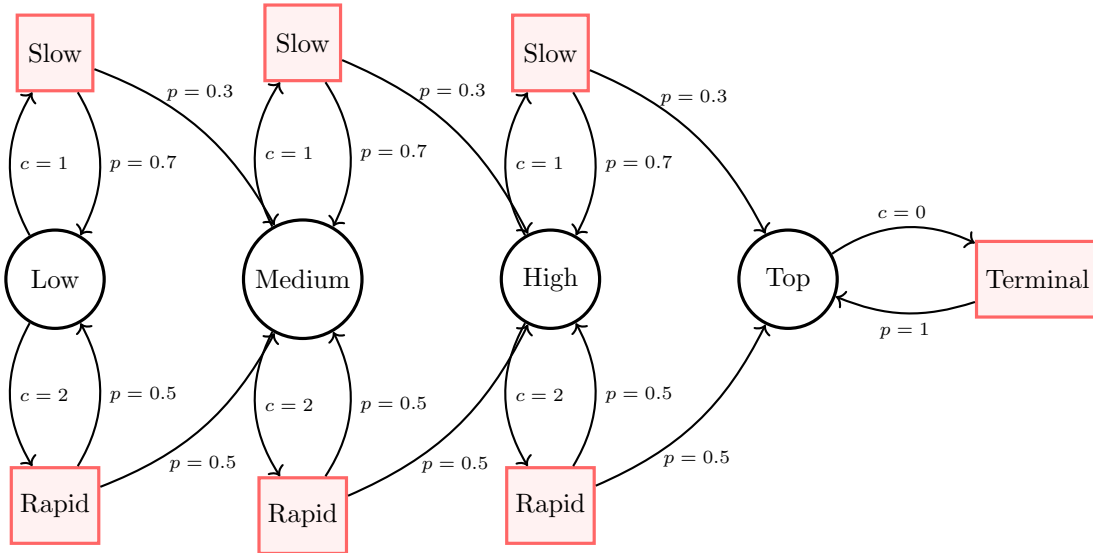 Slow
Slow
Slow
p = 0.3
p = 0.3
p = 0.3
c = 1
p = 0.7
c = 1
p = 0.7
c = 1
p = 0.7
c = 0
Low
Medium
High
Top
Terminal
p = 1
c = 2
p = 0.5
c = 2
p = 0.5
c = 2
p = 0.5
p = 0.5
p = 0.5
p = 0.5
Rapid
Rapid
Rapid